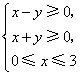 x − y ≥ 0,
x + y ≥ 0,
0 ≤ x ≤ 3